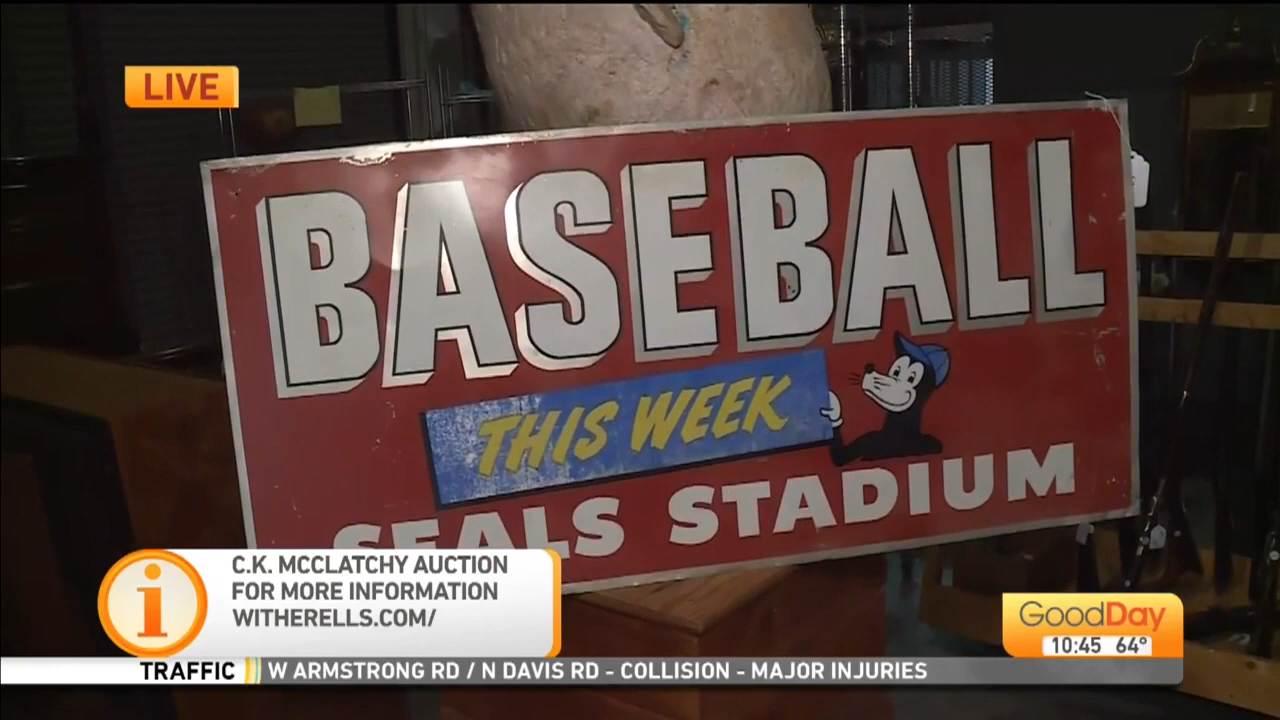 LIVE
BASEBALL
THIS WEEK
SEALS STADIUM
C.K. MCCLATCHY AUCTION
FOR MORE INFORMATION
WITHERELLS.COM/
GoodDay
10:45 64°
TRAFFIC W ARMSTRONG RD / N DAVIS RD - COLLISION - MAJOR INJURIES